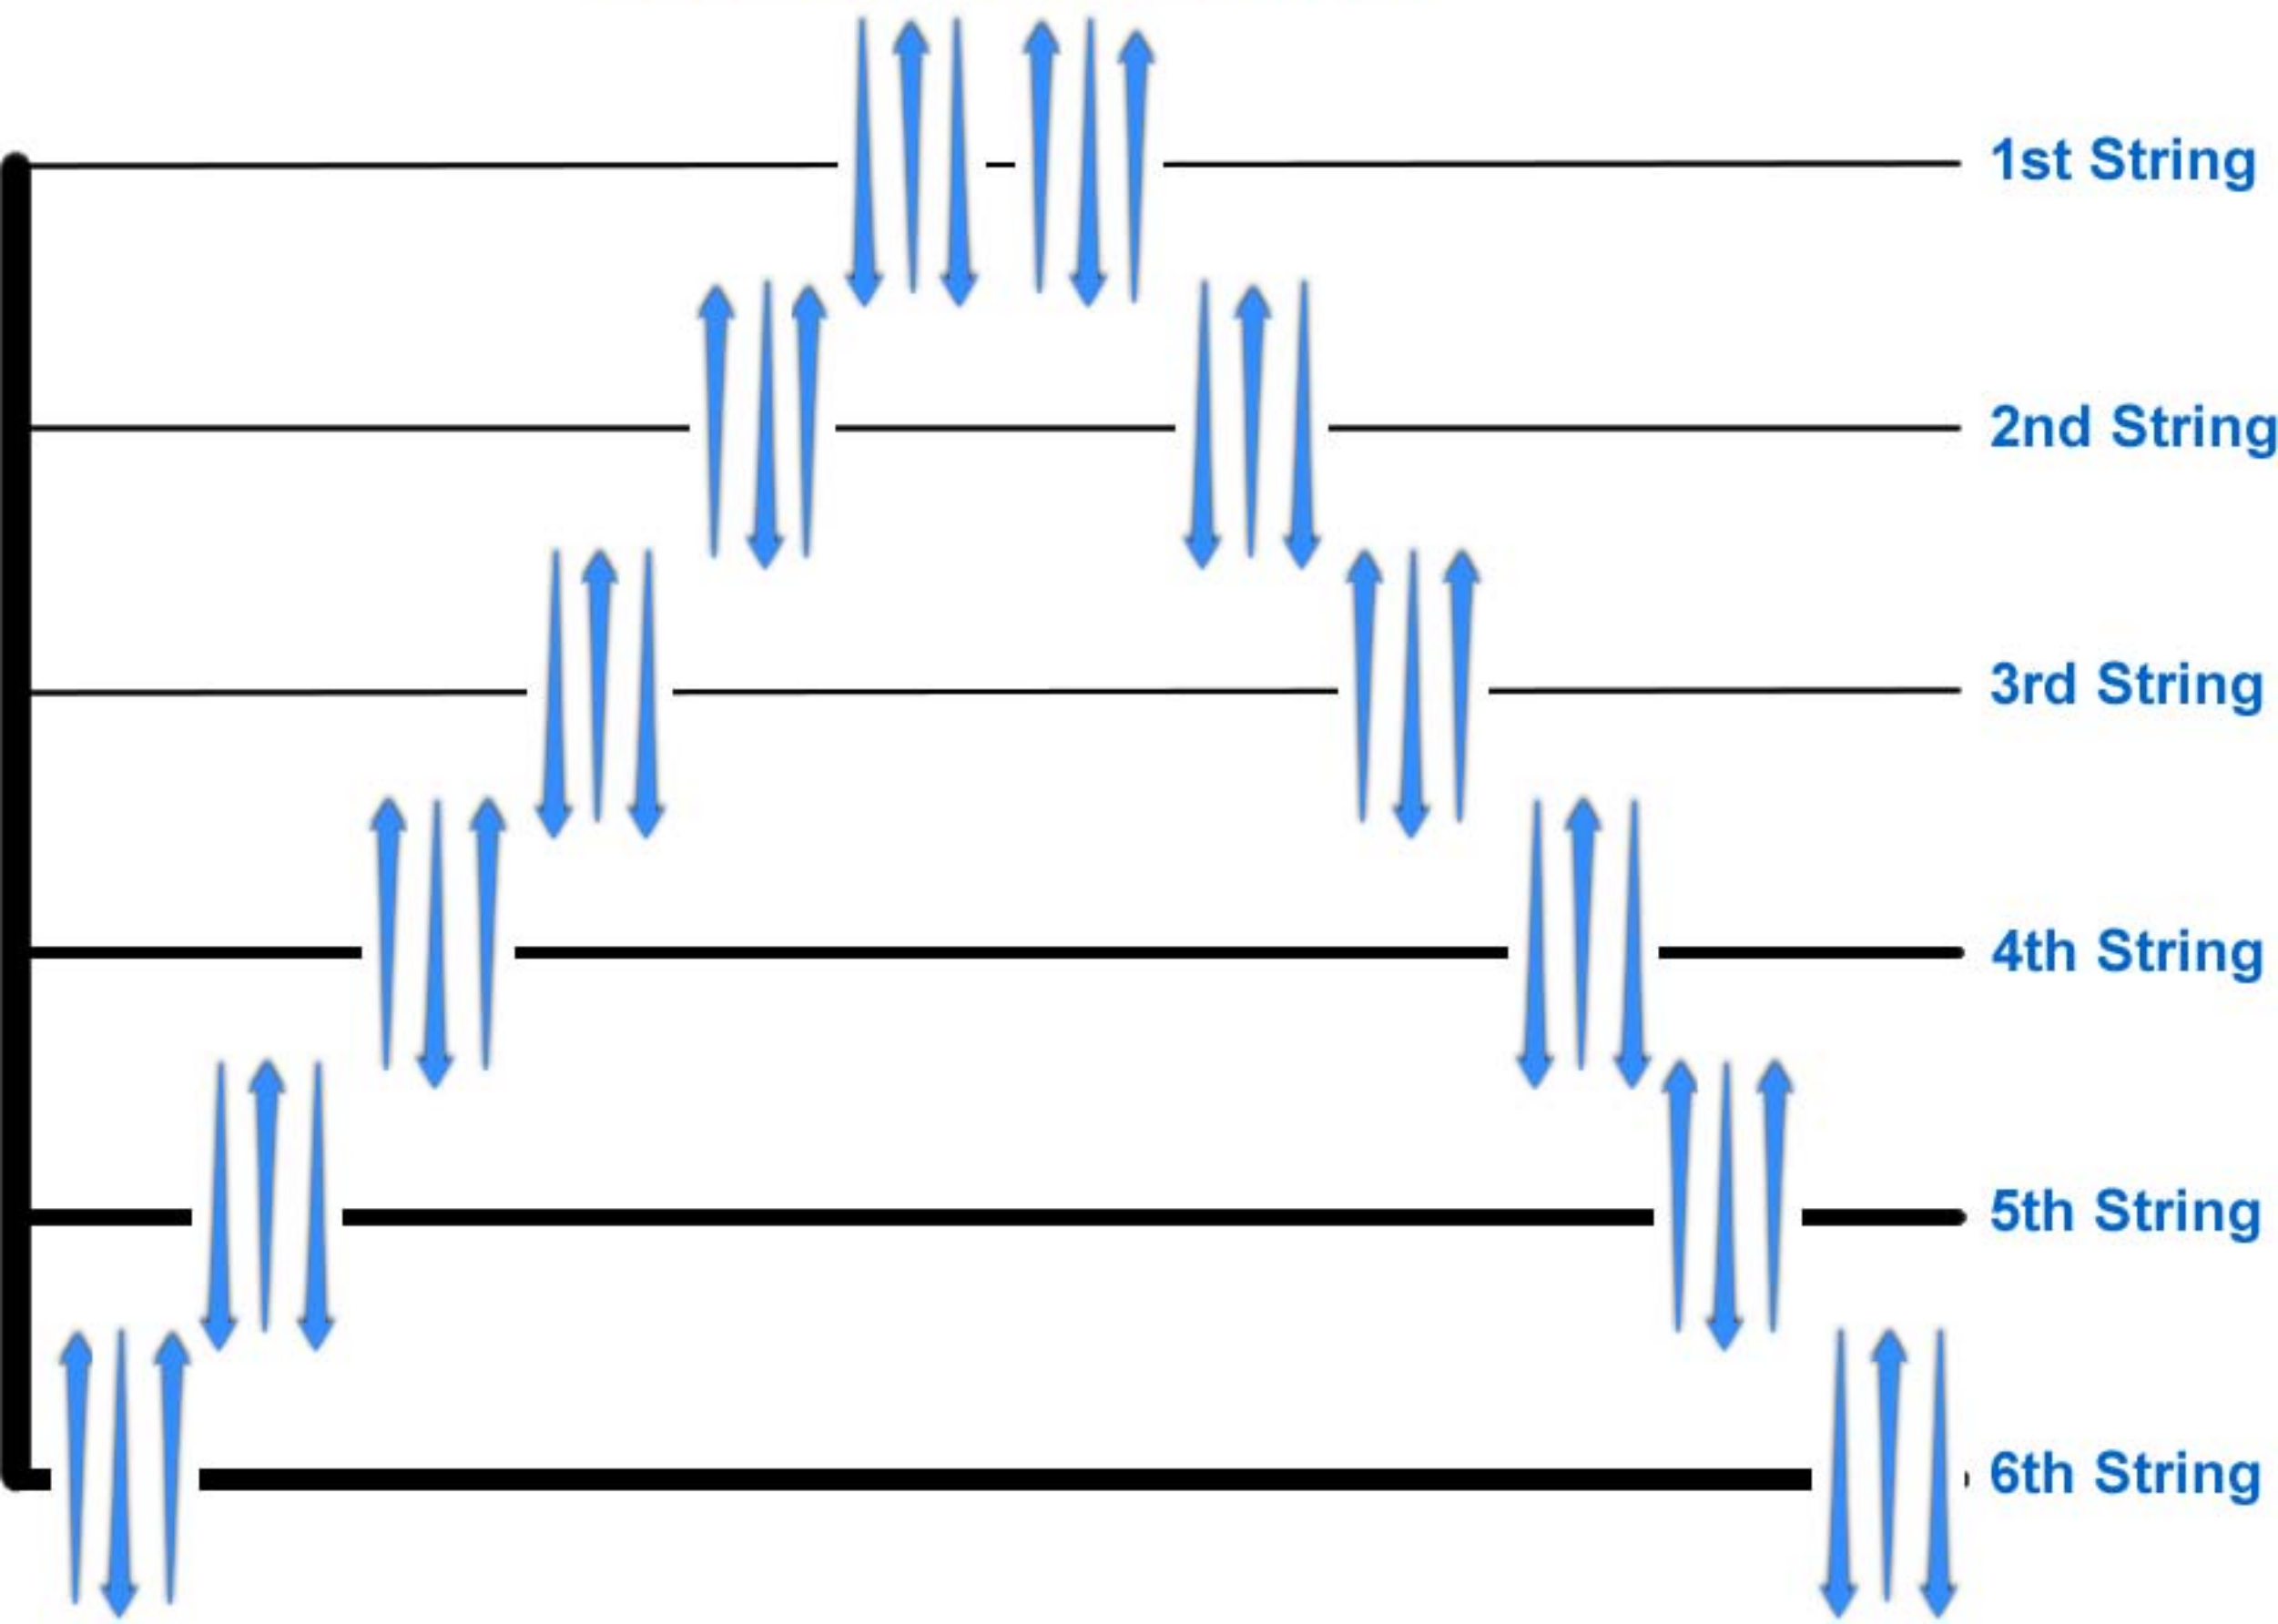 1st String
2nd String
3rd String
4th String
5th String
6th String